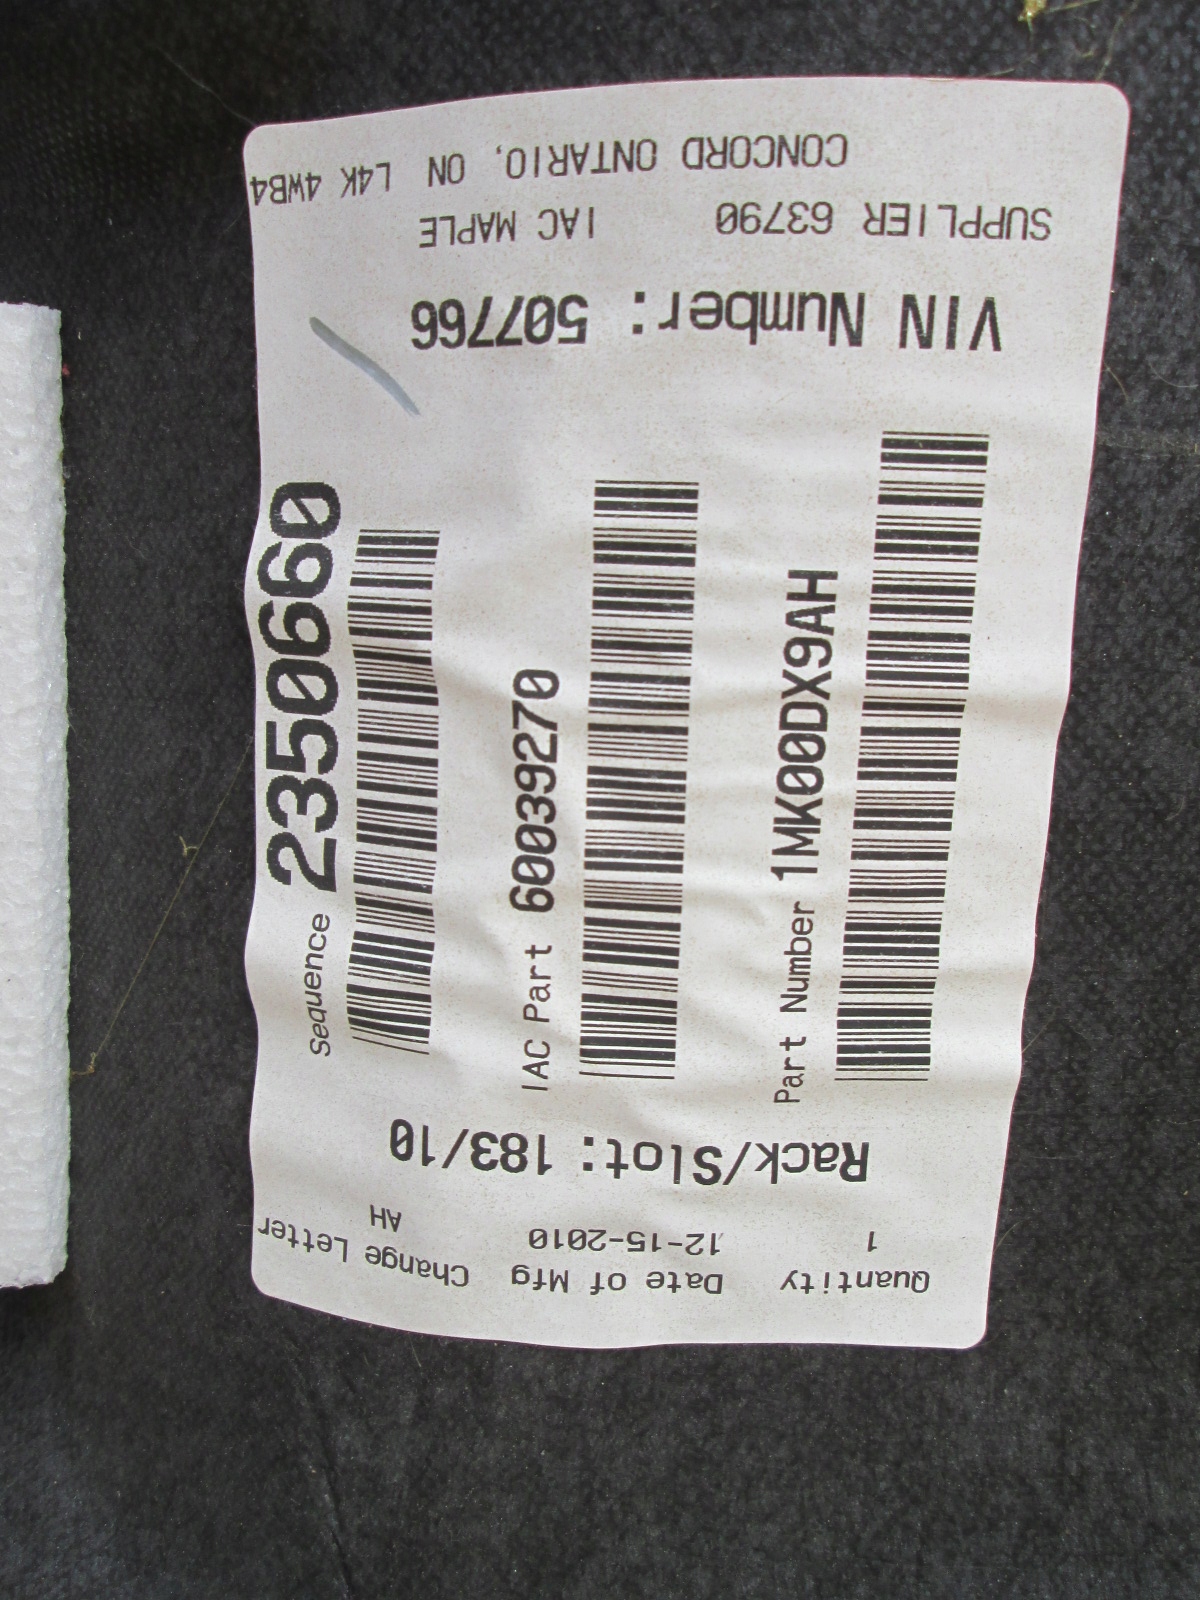 Quantity Date of Mfg Change Letter
1 12-15-2010 AH
Rack/Slot: 183/10
Part Number 1MK00DX9AH
IAC Part 6039270
Sequence 2350660
VIN Number: 507766
SUPPLIER 63790 IAC MAPLE
CONCORD ONTARIO, ON L4K 4WB4